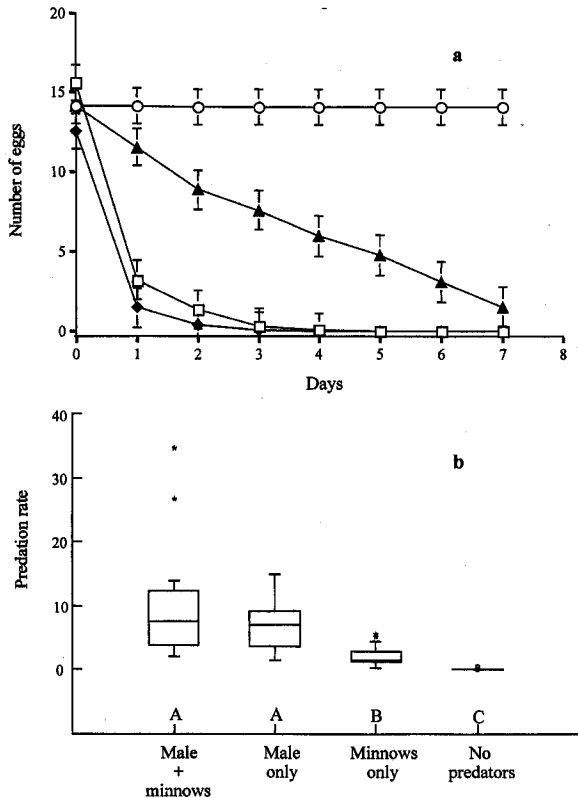 20
a
15
10
5
0
Number of eggs
0 1 2 3 4 5 6 7 8
Days
40
b
30
20
10
0
Predation rate
A A B C
Male + minnows
Male only
Minnows only
No predators